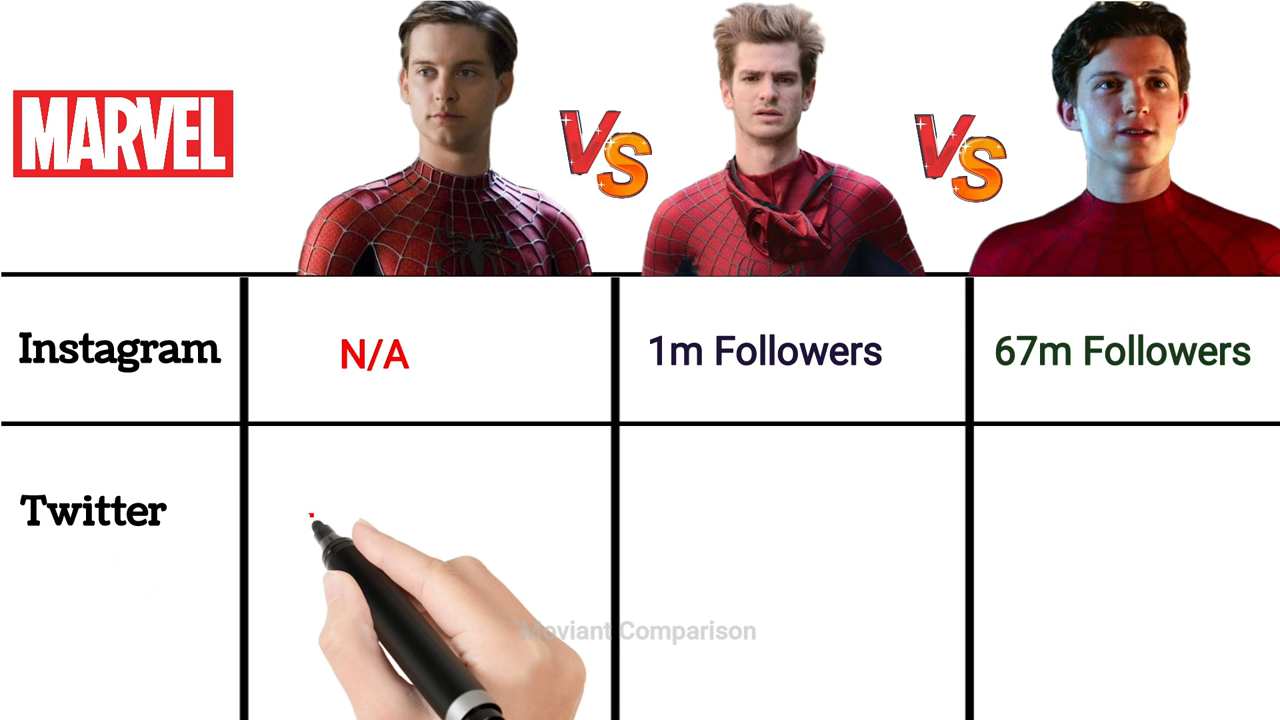 MARVEL
VS
VS
Instagram
N/A
1m Followers
67m Followers
Twitter
Moviant Comparison